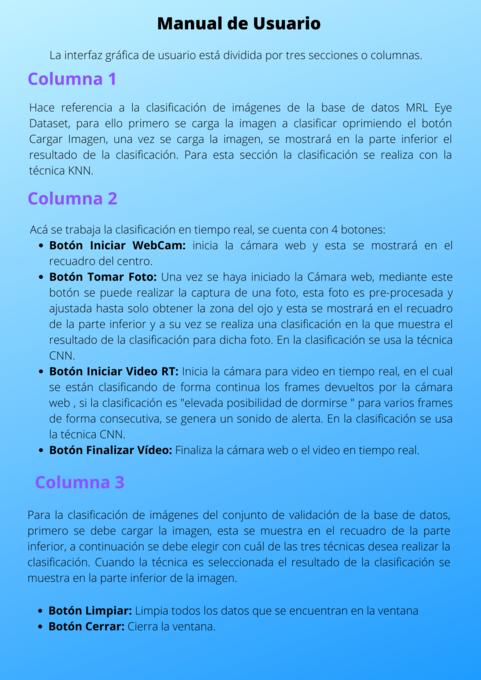 Manual de Usuario
La interfaz gráfica de usuario está dividida por tres secciones o columnas.
Columna 1
Hace referencia a la clasificación de imágenes de la base de datos MRL Eye
Dataset, para ello primero se carga la imagen a clasificar oprimiendo el botón
Cargar Imagen, una vez se carga la imagen, se mostrará en la parte inferior el
resultado de la clasificación. Para esta sección la clasificación se realiza con la
técnica KNN.
Columna 2
Acá se trabaja la clasificación en tiempo real, se cuenta con 4 botones:
• Botón Iniciar WebCam: inicia la cámara web y esta se mostrará en el
recuadro del centro.
• Botón Tomar Foto: Una vez se haya iniciado la Cámara web, mediante este
botón se puede realizar la captura de una foto, esta foto es pre-procesada y
ajustada hasta solo obtener la zona del ojo y esta se mostrará en el recuadro
de la parte inferior y a su vez se realiza una clasificación en la que muestra el
resultado de la clasificación para dicha foto. En la clasificación se usa la técnica
CNN.
• Botón Iniciar Video RT: Inicia la cámara para video en tiempo real, en el cual
se están clasificando de forma continua los frames devueltos por la cámara
web , si la clasificación es "elevada posibilidad de dormirse " para varios frames
de forma consecutiva, se genera un sonido de alerta. En la clasificación se usa
la técnica CNN.
• Botón Finalizar Vídeo: Finaliza la cámara web o el video en tiempo real.
Columna 3
Para la clasificación de imágenes del conjunto de validación de la base de datos,
primero se debe cargar la imagen, esta se muestra en el recuadro de la parte
inferior, a continuación se debe elegir con cuál de las tres técnicas desea realizar la
clasificación. Cuando la técnica es seleccionada el resultado de la clasificación se
muestra en la parte inferior de la imagen.
• Botón Limpiar: Limpia todos los datos que se encuentran en la ventana
• Botón Cerrar: Cierra la ventana.